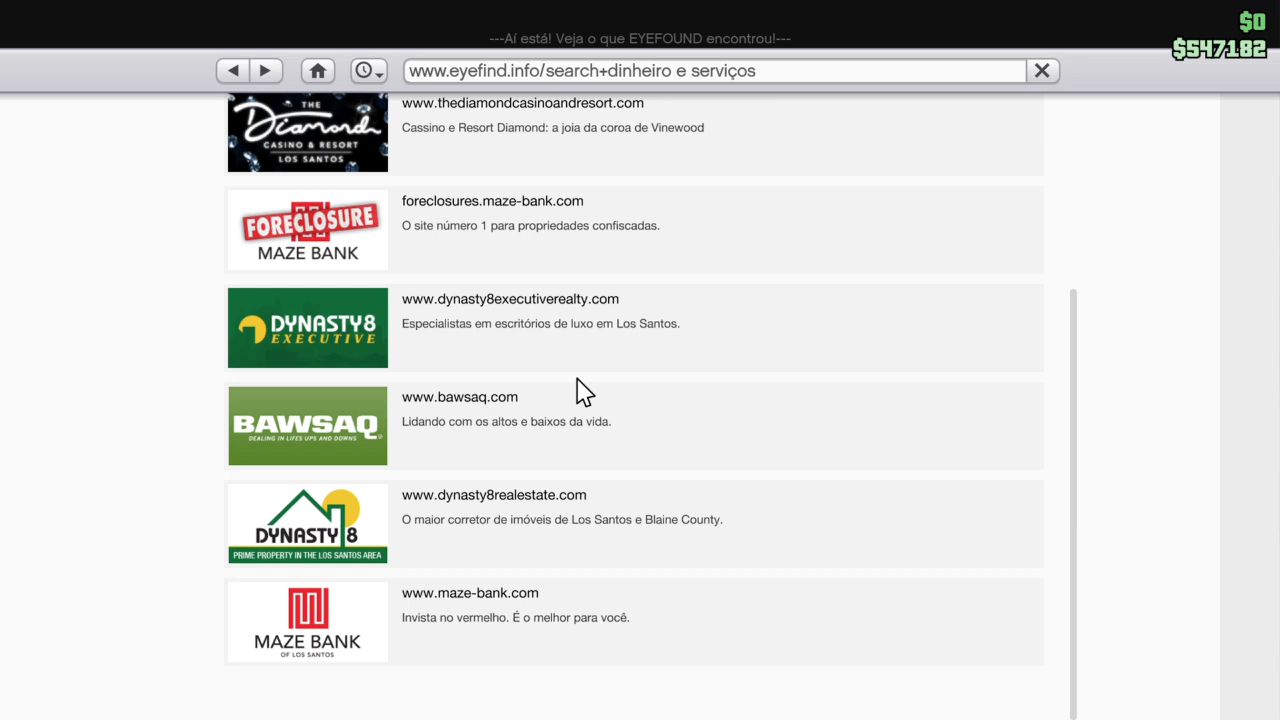 $0
---Aí está! Veja o que EYEFOUND encontrou!---
$547182
www.eyefind.info/search+dinheiro e serviços
THE
Diamond
CASINO & RESORT
LOS SANTOS
www.thediamondcasinoandresort.com
Cassino e Resort Diamond: a joia da coroa de Vinewood
FORECLOSURE
MAZE BANK
foreclosures.maze-bank.com
O site número 1 para propriedades confiscadas.
DYNASTY8
EXECUTIVE
www.dynasty8executiverealty.com
Especialistas em escritórios de luxo em Los Santos.
BAWSAQ
DEALING IN LIFES UPS AND DOWNS
www.bawsaq.com
Lidando com os altos e baixos da vida.
DYNASTY 8
PRIME PROPERTY IN THE LOS SANTOS AREA
www.dynasty8realestate.com
O maior corretor de imóveis de Los Santos e Blaine County.
MAZE BANK
OF LOS SANTOS
www.maze-bank.com
Invista no vermelho. É o melhor para você.